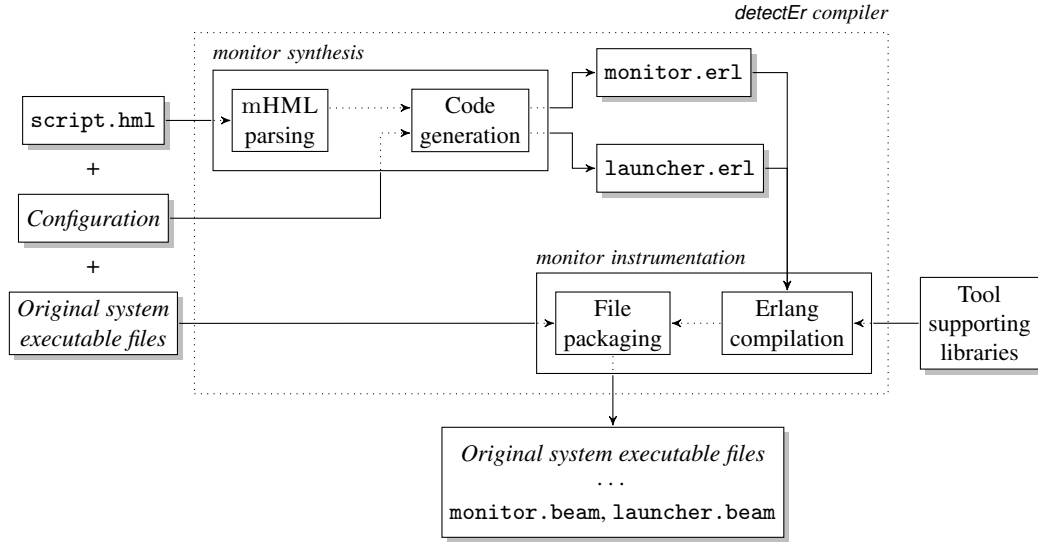 detectEr compiler
monitor synthesis
script.hml
mHML
parsing
Code
generation
monitor.erl
launcher.erl
+
Configuration
+
Original system
executable files
monitor instrumentation
File
packaging
Erlang
compilation
Tool
supporting
libraries
Original system executable files
...
monitor.beam, launcher.beam